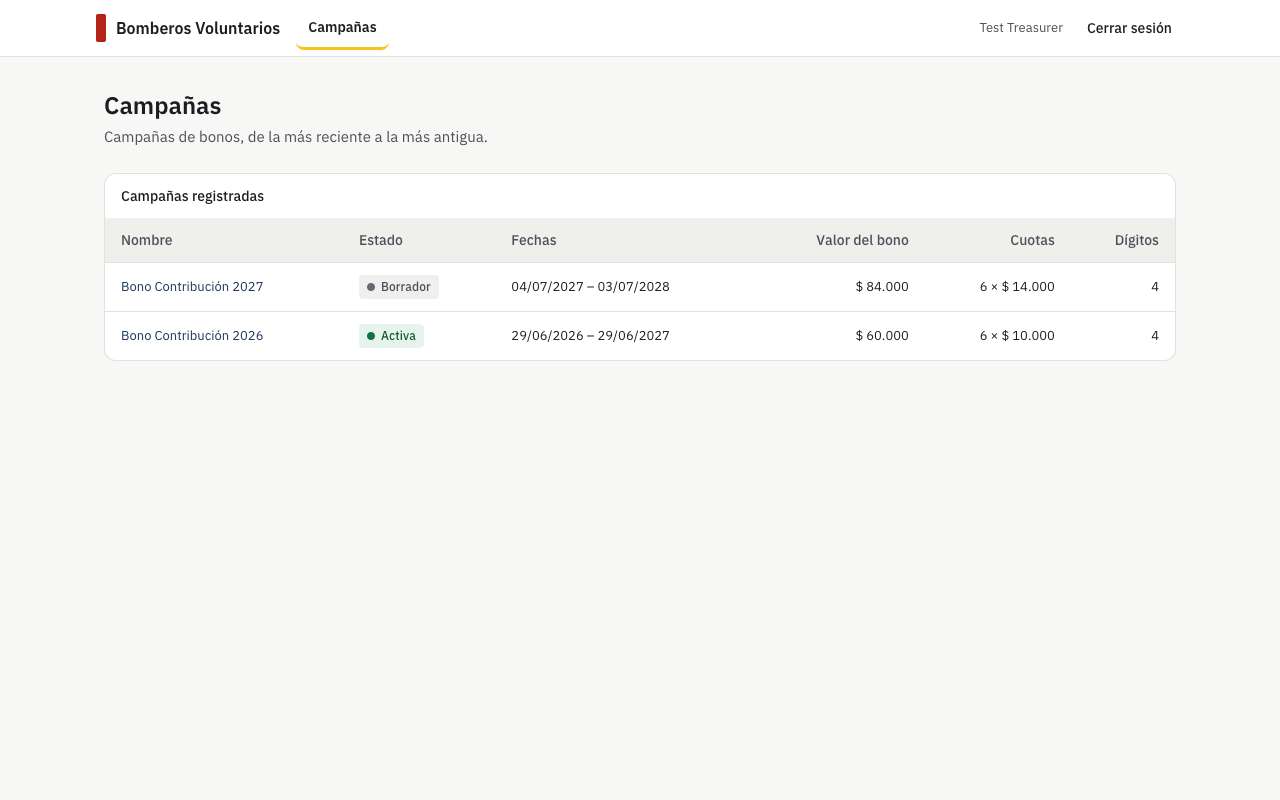 Bomberos Voluntarios Campañas Test Treasurer Cerrar sesión
Campañas
Campañas de bonos, de la más reciente a la más antigua.
Campañas registradas
Nombre Estado Fechas Valor del bono Cuotas Dígitos
Bono Contribución 2027 Borrador 04/07/2027 – 03/07/2028 $ 84.000 6 × $ 14.000 4
Bono Contribución 2026 Activa 29/06/2026 – 29/06/2027 $ 60.000 6 × $ 10.000 4